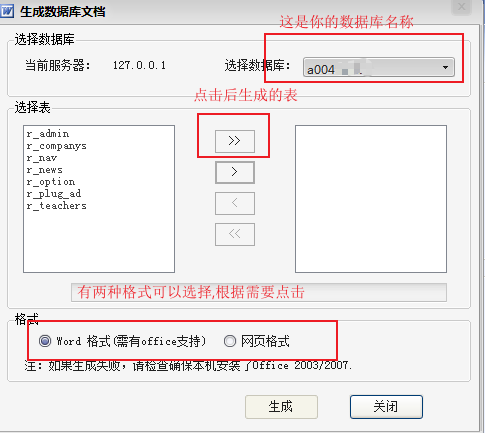 生成数据库文档
这是你的数据库名称
选择数据库
当前服务器： 127.0.0.1 选择数据库： a004
点击后生成的表
选择表
>>
r_admin
r_companys
r_nav
r_news
r_option
r_plug_ad
r_teachers
>
<
<<
有两种格式可以选择,根据需要点击
格式
Word 格式(需有office支持) 网页格式
注：如果生成失败，请检查确保本机安装了Office 2003/2007.
生成 关闭